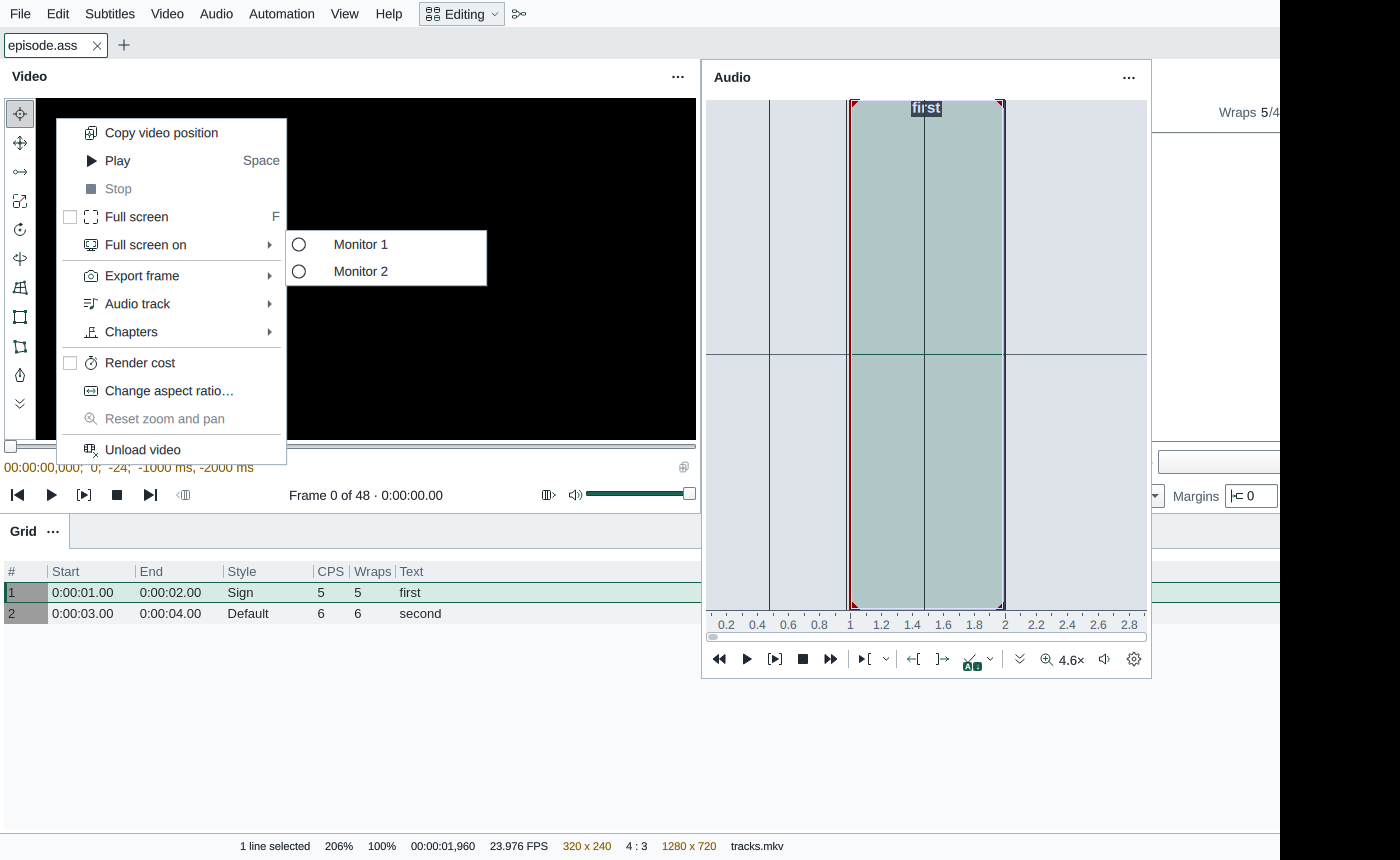 File Edit Subtitles Video Audio Automation View Help Editing
episode.ass
Video
Audio
Wraps 5/4
first
Copy video position
Play Space
Stop
Full screen F
Full screen on
Monitor 1
Monitor 2
Export frame
Audio track
Chapters
Render cost
Change aspect ratio…
Reset zoom and pan
Unload video
00:00:00,000; 0; -24; -1000 ms, -2000 ms
Frame 0 of 48 · 0:00:00.00
Margins 0
Grid
# Start End Style CPS Wraps Text
1 0:00:01.00 0:00:02.00 Sign 5 5 first
2 0:00:03.00 0:00:04.00 Default 6 6 second
0.2 0.4 0.6 0.8 1 1.2 1.4 1.6 1.8 2 2.2 2.4 2.6 2.8
A 4.6×
1 line selected 206% 100% 00:00:01,960 23.976 FPS 320 x 240 4 : 3 1280 x 720 tracks.mkv